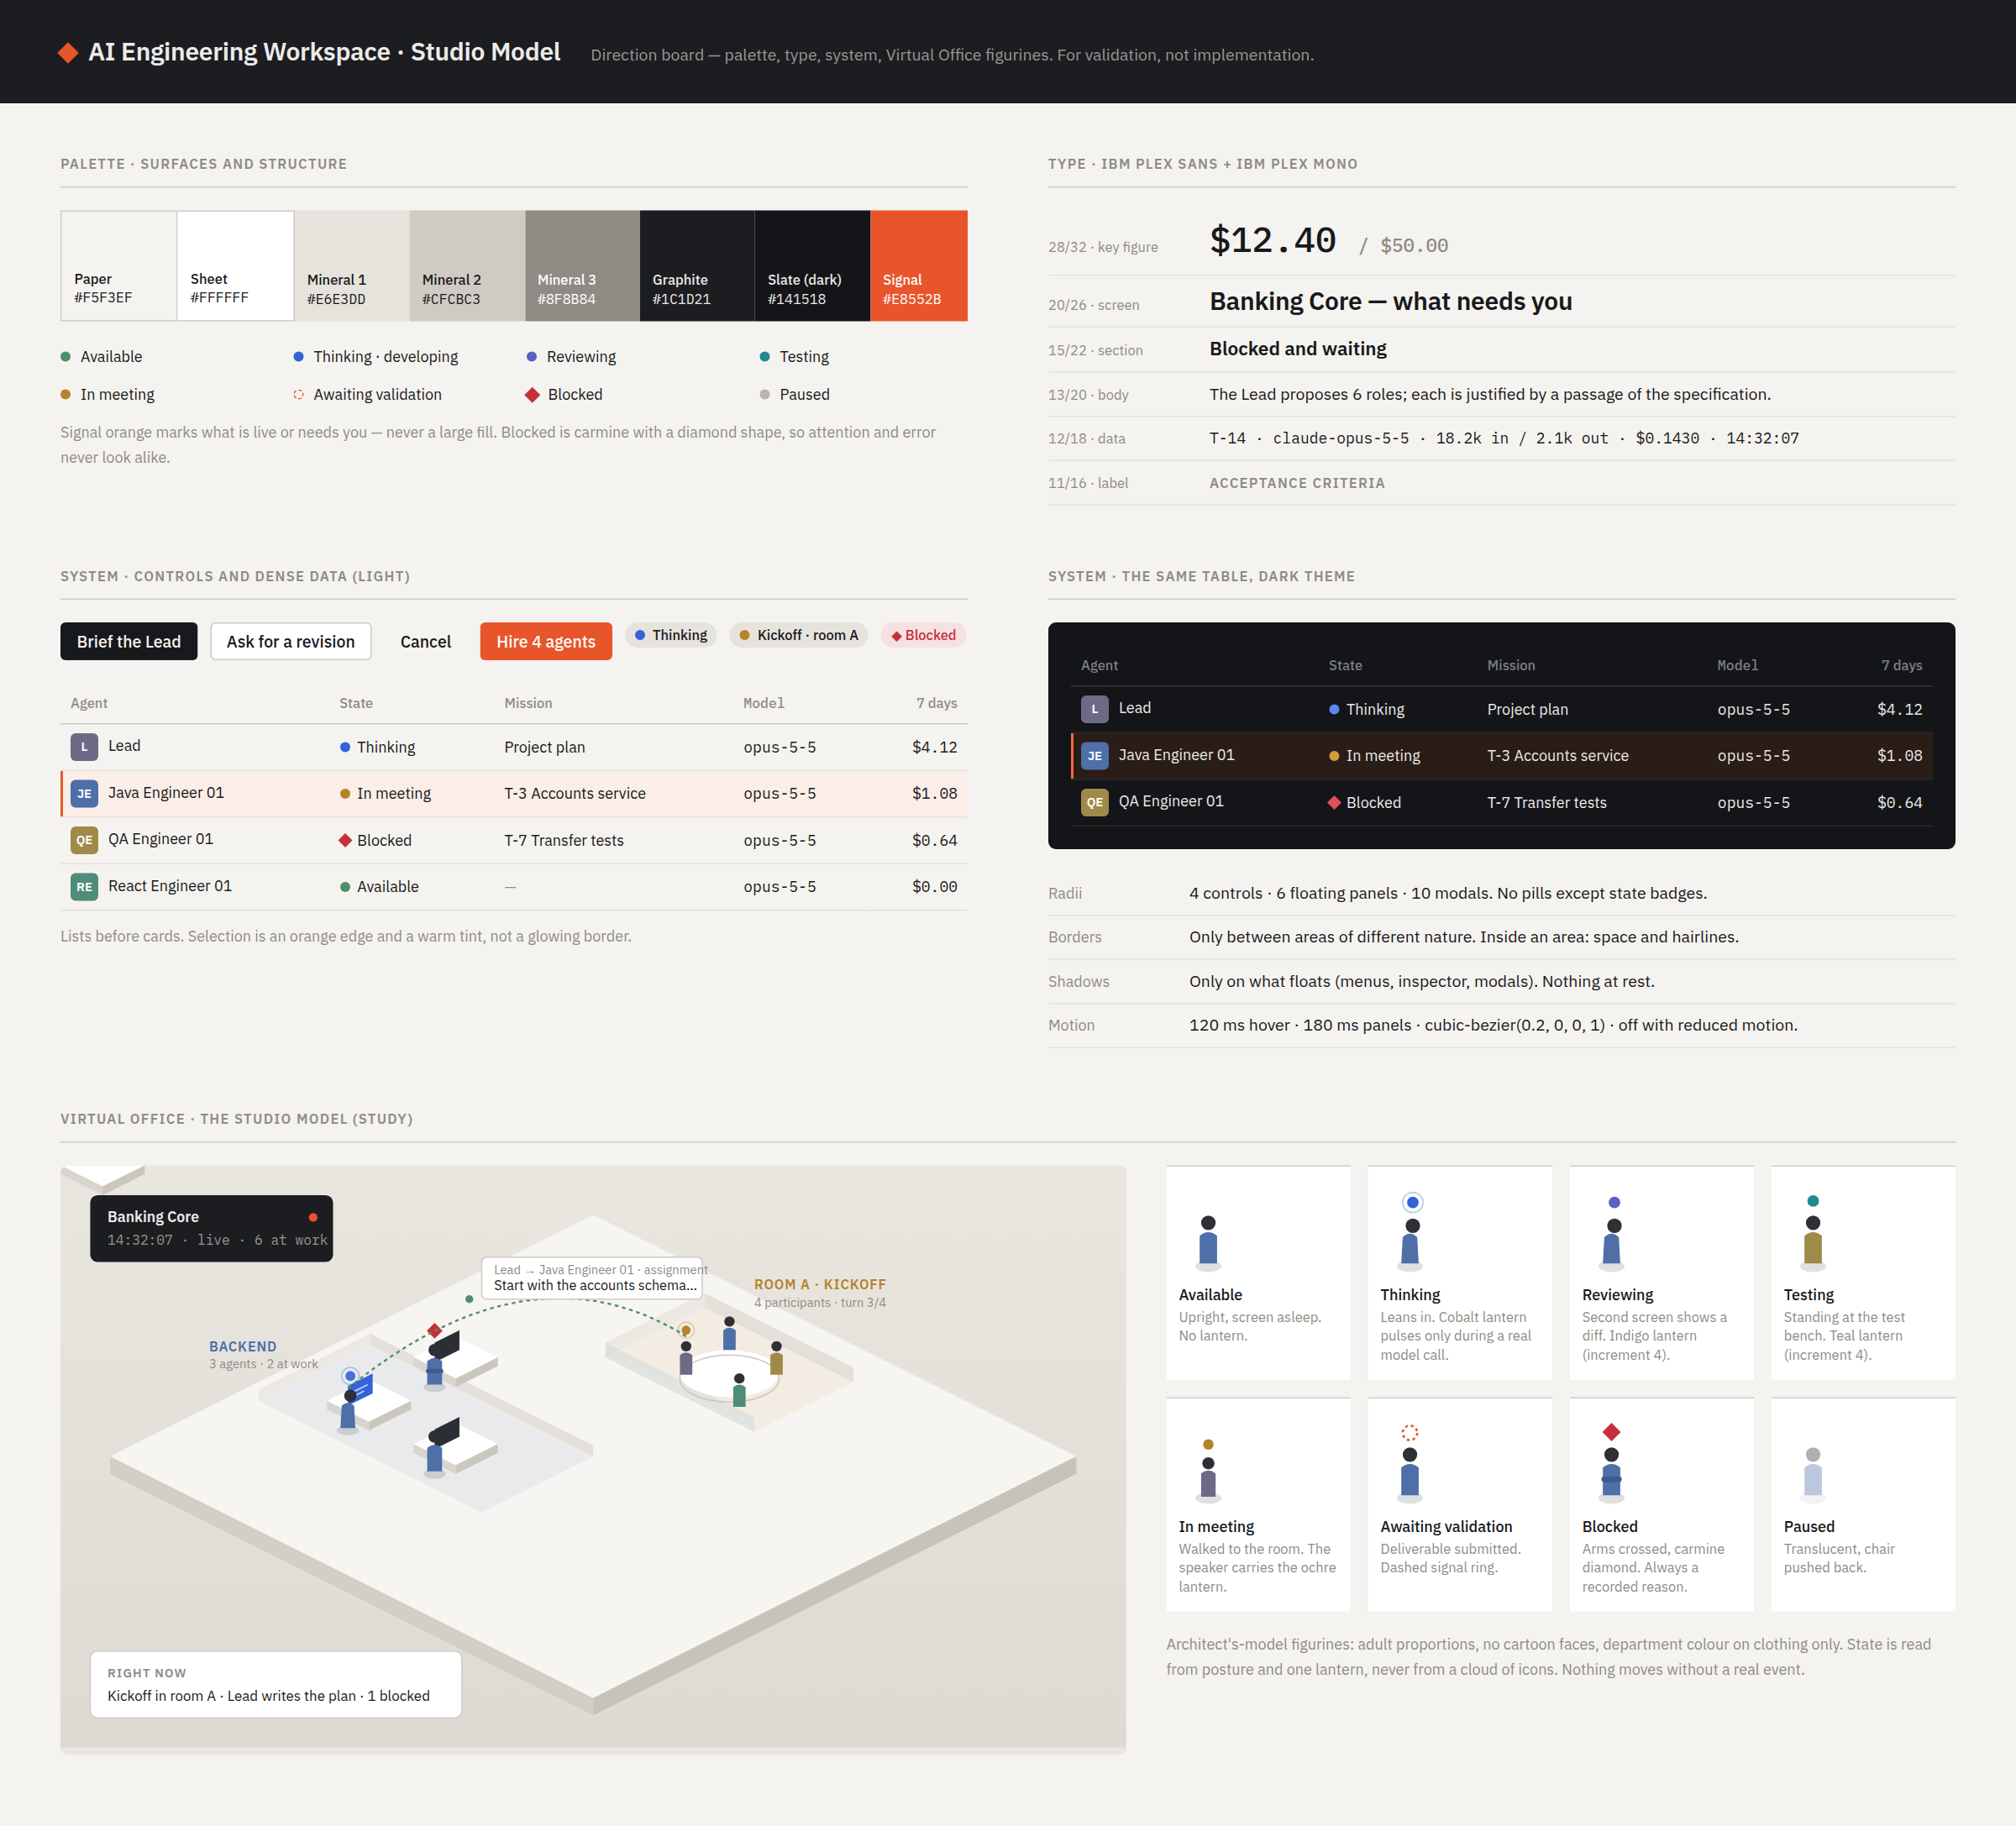 AI Engineering Workspace · Studio Model
Direction board — palette, type, system, Virtual Office figurines. For validation, not implementation.
PALETTE · SURFACES AND STRUCTURE
Paper
#F5F3EF
Sheet
#FFFFFF
Mineral 1
#E6E3DD
Mineral 2
#CFCBC3
Mineral 3
#8F8B84
Graphite
#1C1D21
Slate (dark)
#141518
Signal
#E8552B
Available
Thinking · developing
Reviewing
Testing
In meeting
Awaiting validation
Blocked
Paused
Signal orange marks what is live or needs you — never a large fill. Blocked is carmine with a diamond shape, so attention and error
never look alike.
TYPE · IBM PLEX SANS + IBM PLEX MONO
28/32 · key figure
$12.40 / $50.00
20/26 · screen
Banking Core — what needs you
15/22 · section
Blocked and waiting
13/20 · body
The Lead proposes 6 roles; each is justified by a passage of the specification.
12/18 · data
T-14 · claude-opus-5-5 · 18.2k in / 2.1k out · $0.1430 · 14:32:07
11/16 · label
ACCEPTANCE CRITERIA
SYSTEM · CONTROLS AND DENSE DATA (LIGHT)
Brief the Lead
Ask for a revision
Cancel
Hire 4 agents
Thinking
Kickoff · room A
Blocked
Agent State Mission Model 7 days
L Lead Thinking Project plan opus-5-5 $4.12
JE Java Engineer 01 In meeting T-3 Accounts service opus-5-5 $1.08
QE QA Engineer 01 Blocked T-7 Transfer tests opus-5-5 $0.64
RE React Engineer 01 Available — opus-5-5 $0.00
Lists before cards. Selection is an orange edge and a warm tint, not a glowing border.
SYSTEM · THE SAME TABLE, DARK THEME
Agent State Mission Model 7 days
L Lead Thinking Project plan opus-5-5 $4.12
JE Java Engineer 01 In meeting T-3 Accounts service opus-5-5 $1.08
QE QA Engineer 01 Blocked T-7 Transfer tests opus-5-5 $0.64
Radii
4 controls · 6 floating panels · 10 modals. No pills except state badges.
Borders
Only between areas of different nature. Inside an area: space and hairlines.
Shadows
Only on what floats (menus, inspector, modals). Nothing at rest.
Motion
120 ms hover · 180 ms panels · cubic-bezier(0.2, 0, 0, 1) · off with reduced motion.
VIRTUAL OFFICE · THE STUDIO MODEL (STUDY)
Banking Core
14:32:07 · live · 6 at work
Lead → Java Engineer 01 · assignment
Start with the accounts schema...
ROOM A · KICKOFF
4 participants · turn 3/4
BACKEND
3 agents · 2 at work
RIGHT NOW
Kickoff in room A · Lead writes the plan · 1 blocked
Available
Upright, screen asleep.
No lantern.
Thinking
Leans in. Cobalt lantern
pulses only during a real
model call.
Reviewing
Second screen shows a
diff. Indigo lantern
(increment 4).
Testing
Standing at the test
bench. Teal lantern
(increment 4).
In meeting
Walked to the room. The
speaker carries the ochre
lantern.
Awaiting validation
Deliverable submitted.
Dashed signal ring.
Blocked
Arms crossed, carmine
diamond. Always a
recorded reason.
Paused
Translucent, chair
pushed back.
Architect's-model figurines: adult proportions, no cartoon faces, department colour on clothing only. State is read
from posture and one lantern, never from a cloud of icons. Nothing moves without a real event.